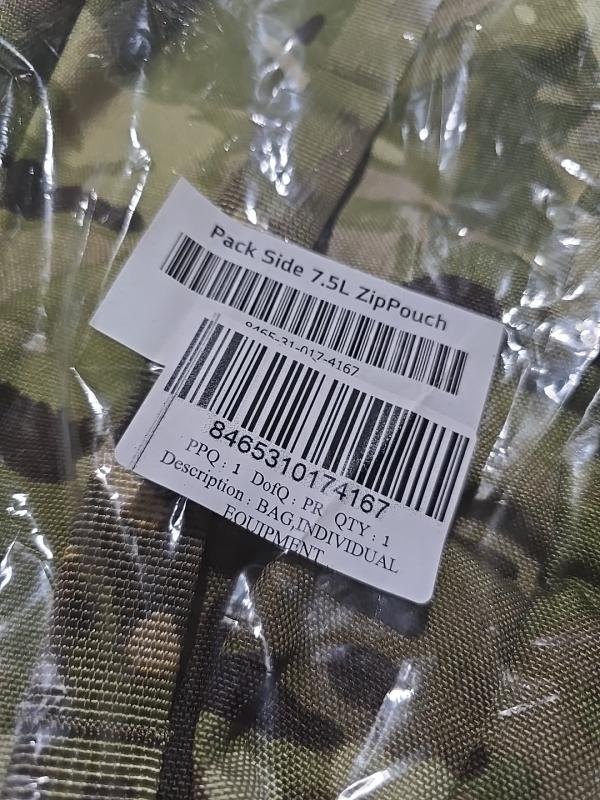 Pack Side 7.5L ZipPouch
8465-31-017-4167
8465310174167
PPQ : 1 DofQ : PR QTY : 1
Description : BAG,INDIVIDUAL
EQUIPMENT